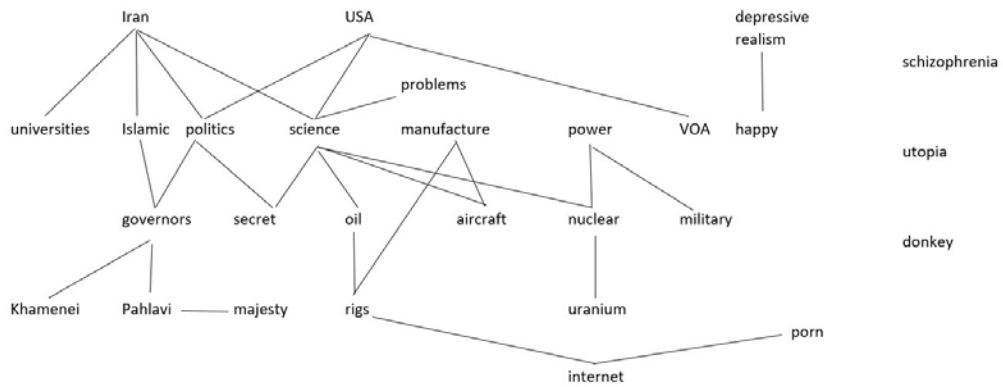 Iran
USA
depressive
realism
schizophrenia
problems
universities
Islamic
politics
science
manufacture
power
VOA
happy
utopia
governors
secret
oil
aircraft
nuclear
military
donkey
Khamenei
Pahlavi
majesty
rigs
uranium
porn
internet